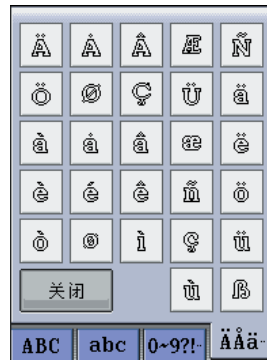 Ä Å Â Æ Ñ
Ö Ø Ç Ü ä
à å â æ ë
è é ê ñ ö
ò ø ì ç ü
关闭 ù ß
ABC abc 0~9?!·· ÄÅä··